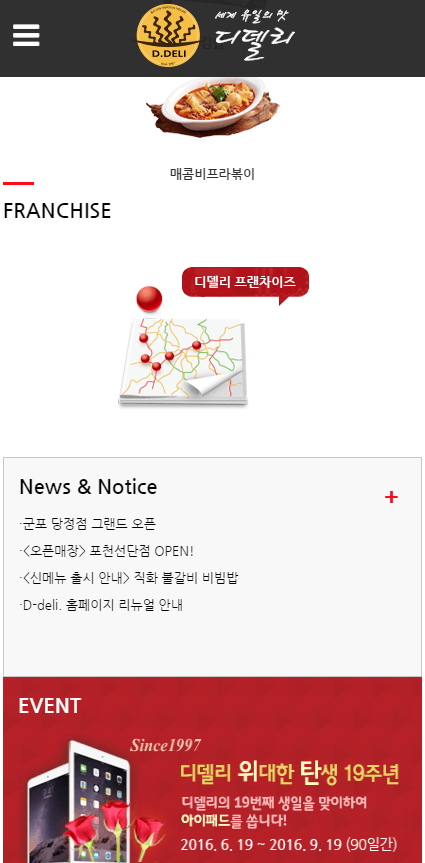 세계 유일의 맛
디델리
D.DELI
매콤비프라볶이
FRANCHISE
디델리 프랜차이즈
News & Notice
+
·군포 당정점 그랜드 오픈
·<오픈매장> 포천선단점 OPEN!
·<신메뉴 출시 안내> 직화 불갈비 비빔밥
·D-deli. 홈페이지 리뉴얼 안내
EVENT
Since1997
디델리 위대한 탄생 19주년
디델리의 19번째 생일을 맞이하여
아이패드를 쏩니다!
2016. 6. 19 ~ 2016. 9. 19 (90일간)